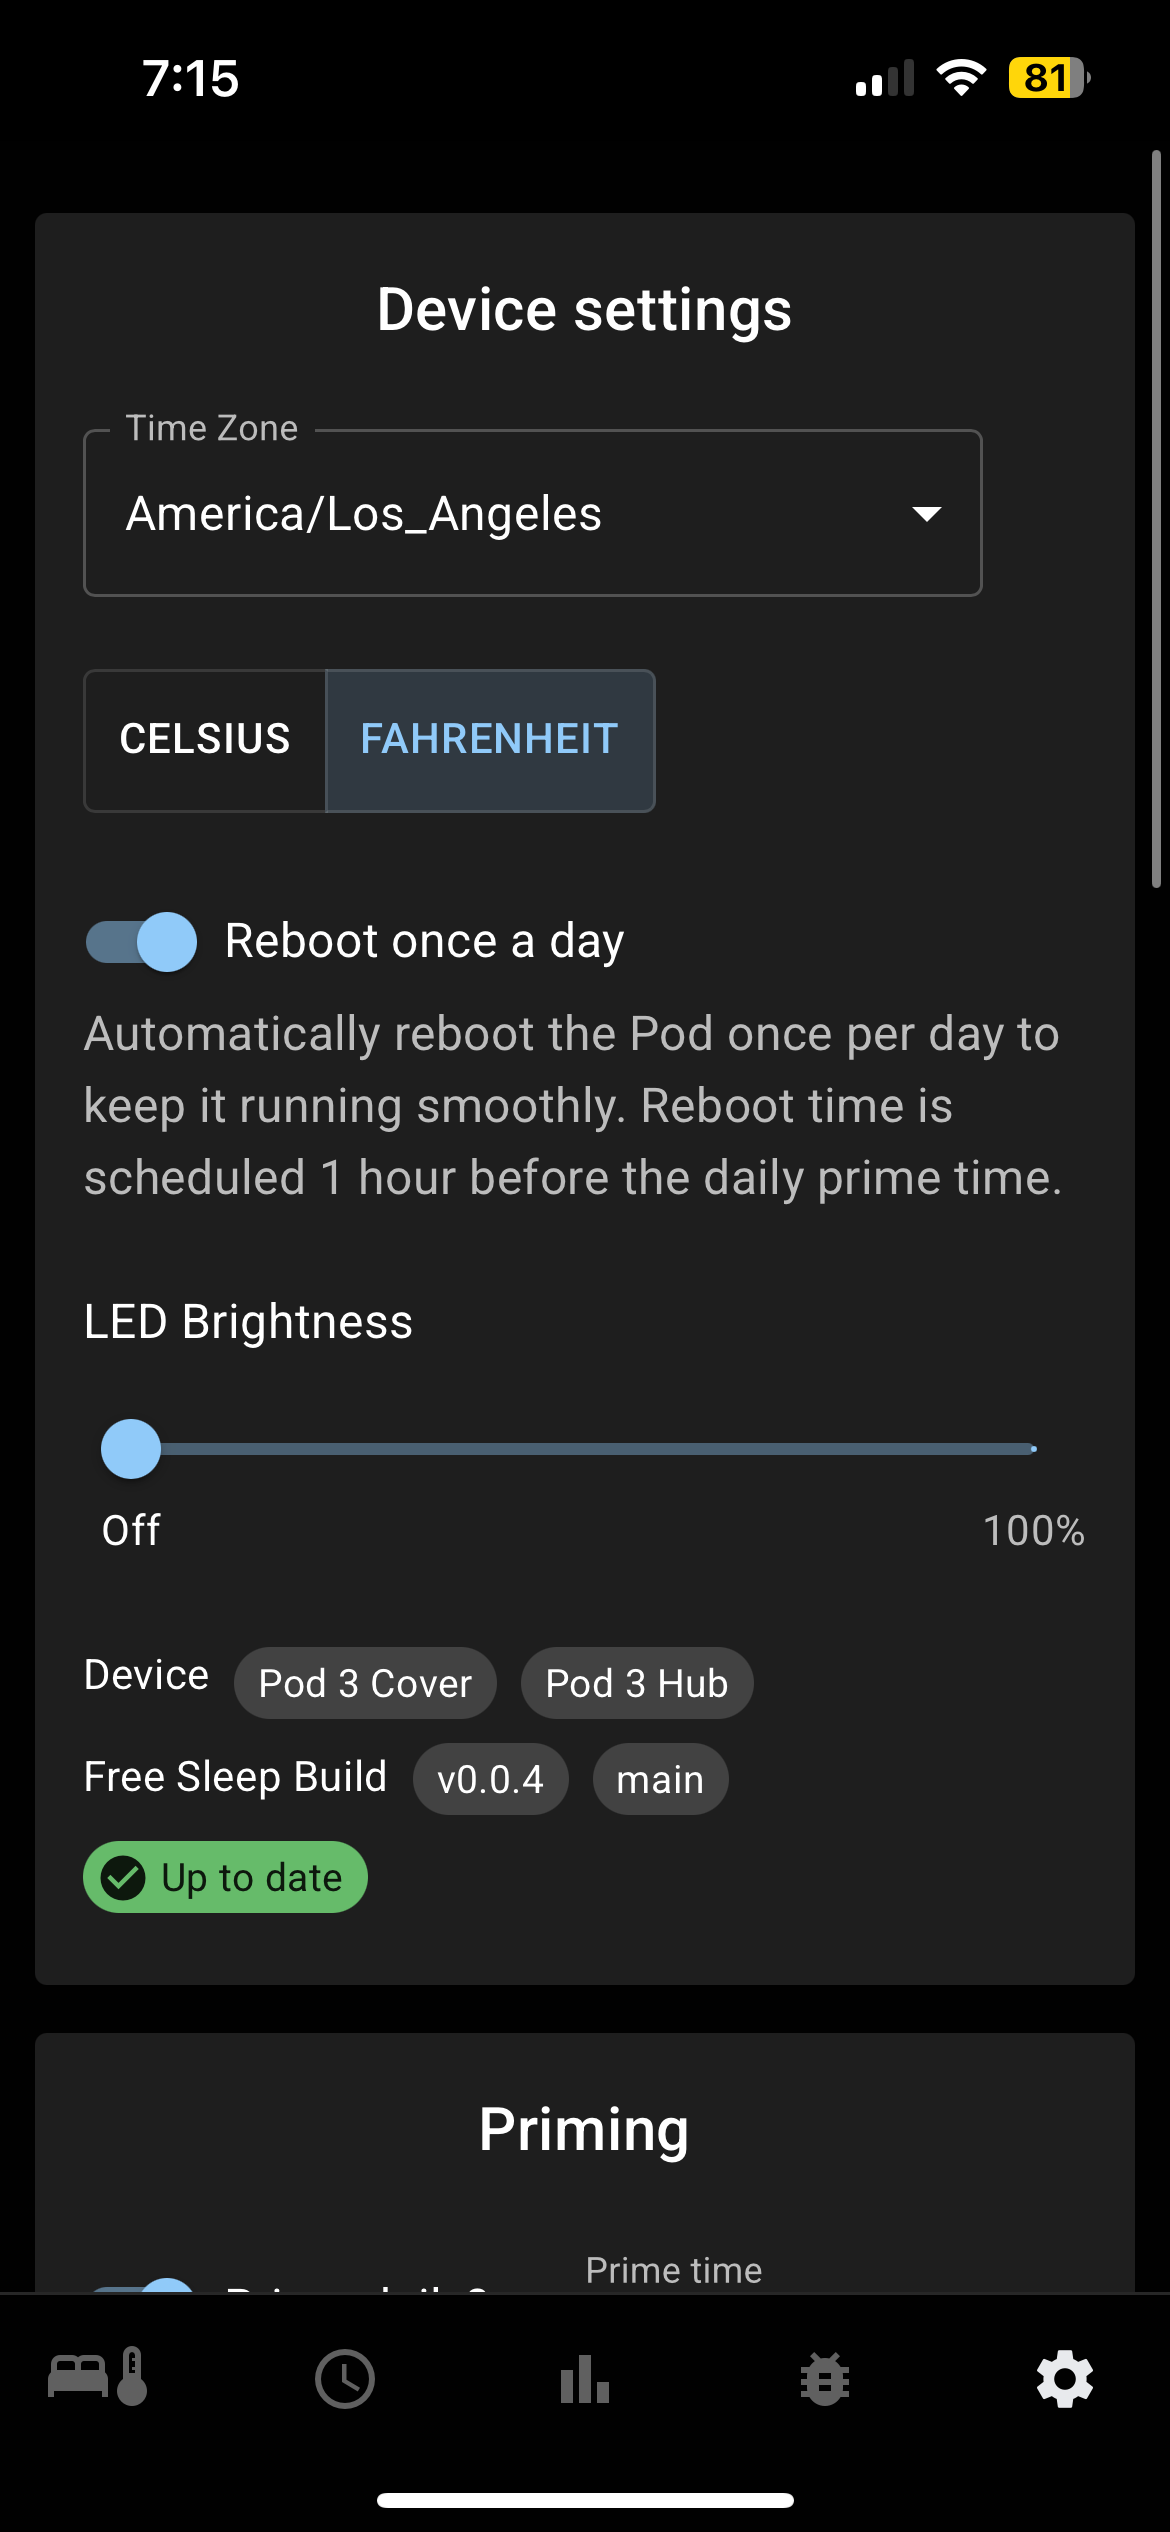 7:15
81
Device settings
Time Zone
America/Los_Angeles
CELSIUS
FAHRENHEIT
Reboot once a day
Automatically reboot the Pod once per day to
keep it running smoothly. Reboot time is
scheduled 1 hour before the daily prime time.
LED Brightness
Off
100%
Device
Pod 3 Cover
Pod 3 Hub
Free Sleep Build
v0.0.4
main
Up to date
Priming
Prime time